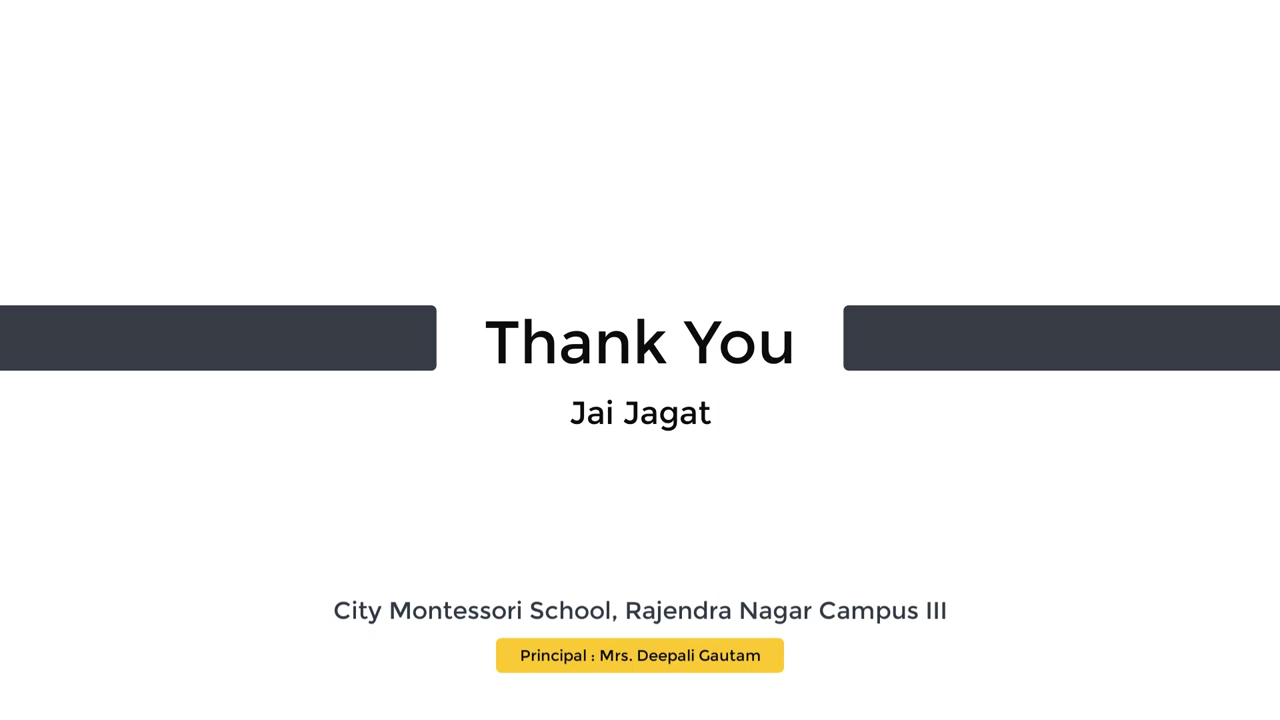 Thank You
Jai Jagat
City Montessori School, Rajendra Nagar Campus III
Principal : Mrs. Deepali Gautam